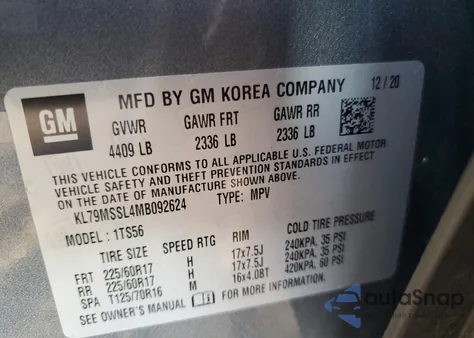 MFD BY GM KOREA COMPANY 12/20
GM
GVWR GAWR FRT GAWR RR
4409 LB 2336 LB 2336 LB
THIS VEHICLE CONFORMS TO ALL APPLICABLE U.S. FEDERAL MOTOR
VEHICLE SAFETY AND THEFT PREVENTION STANDARDS IN EFFECT
ON THE DATE OF MANUFACTURE SHOWN ABOVE.
KL79MSSL4MB092624 TYPE: MPV
MODEL : 1TS56
TIRE SIZE SPEED RTG RIM COLD TIRE PRESSURE
FRT 225/60R17 H 17x7.5J 240KPA, 35 PSI
RR 225/60R17 H 17x7.5J 240KPA, 35 PSI
SPA T125/70R16 M 16x4.0BT 420KPA, 60 PSI
SEE OWNER'S MANUAL FOR MORE INFORMATION.
autaSnap